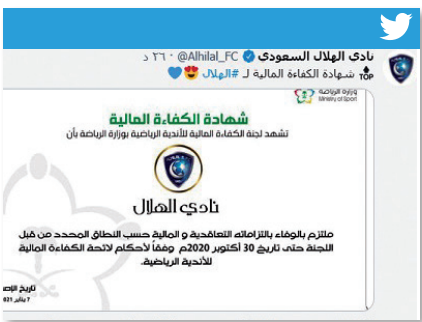 نادي الهلال السعودي @Alhilal_FC · ٢٦ د
TOP شهادة الكفاءة المالية لـ #الهلال
وزارة الرياضة
Ministry of Sport
شهادة الكفاءة المالية
تشهد لجنة الكفاءة المالية للأندية الرياضية بوزارة الرياضة بأن
نادي الهلال
ملتزم بالوفاء بالتزاماته التعاقدية و المالية حسب النطاق المحدد من قبل
اللجنة حتى تاريخ 30 أكتوبر 2020م وفقاً لأحكام لائحة الكفاءة المالية
للأندية الرياضية.
تاريخ
7 يناير